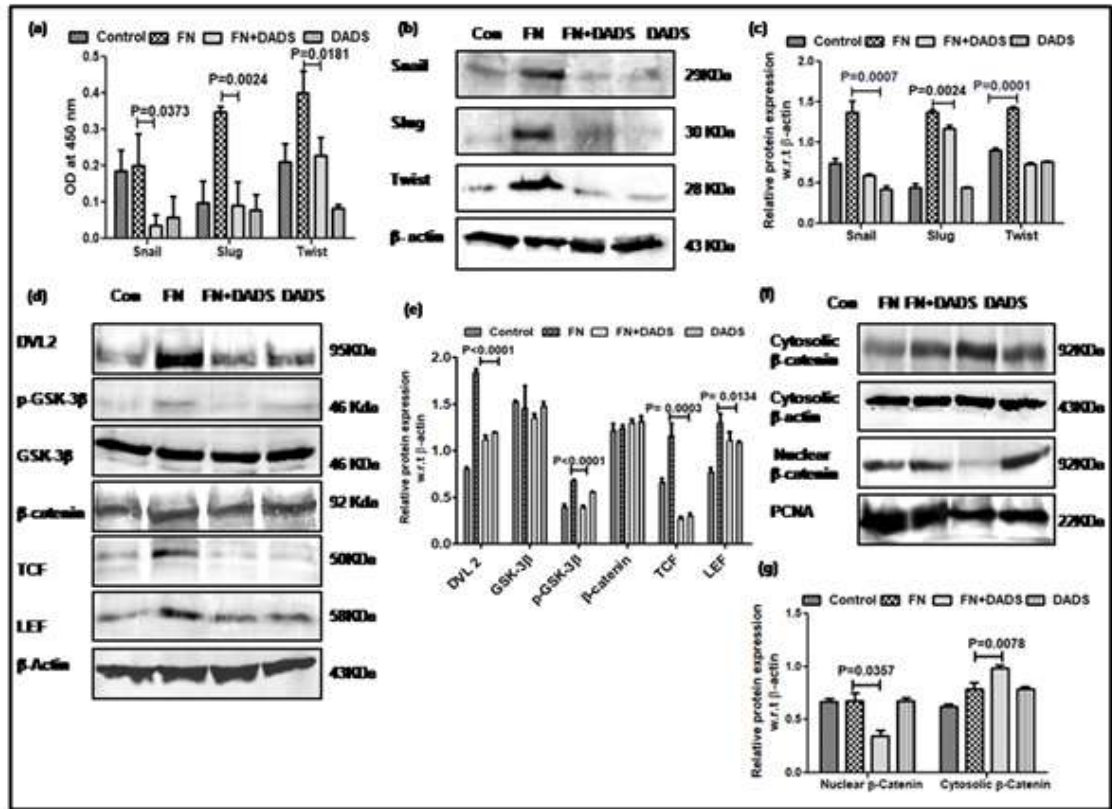 (a)
Control FN FN+DADS DADS
P=0.0181
P=0.0024
P=0.0373
OD at 450 nm
0.5
0.4
0.3
0.2
0.1
0.0
Snail Slug Twist
(b)
Con FN FN+DADS DADS
Snail 29KDa
Slug 30 KDa
Twist 28 KDa
β-actin 43 KDa
(c)
Control FN FN+DADS DADS
P=0.0007 P=0.0024 P=0.0001
Relative protein expression
w.r.t β-actin
1.5
1.0
0.5
0.0
Snail Slug Twist
(d)
Con FN FN+DADS DADS
DVL2 95KDa
p-GSK-3β 46 Kda
GSK-3β 46 KDa
β-catenin 92 Kda
TCF 50KDa
LEF 58KDa
β-Actin 43KDa
(e)
Control FN FN+DADS DADS
P<0.0001
P= 0.0003
P= 0.0134
P<0.0001
Relative protein expression
w.r.t β-actin
2.0
1.5
1.0
0.5
0.0
DVL 2 GSK-3β p-GSK-3β β-catenin TCF LEF
(f)
Con FN FN+DADS DADS
Cytosolic
β-catenin 92KDa
Cytosolic
β-actin 43KDa
Nuclear
β-catenin 92KDa
PCNA 22KDa
(g)
Control FN FN+DADS DADS
P=0.0078
P=0.0357
Relative protein expression
w.r.t β-actin
1.5
1.0
0.5
0.0
Nuclear β-Catenin Cytosolic β-Catenin